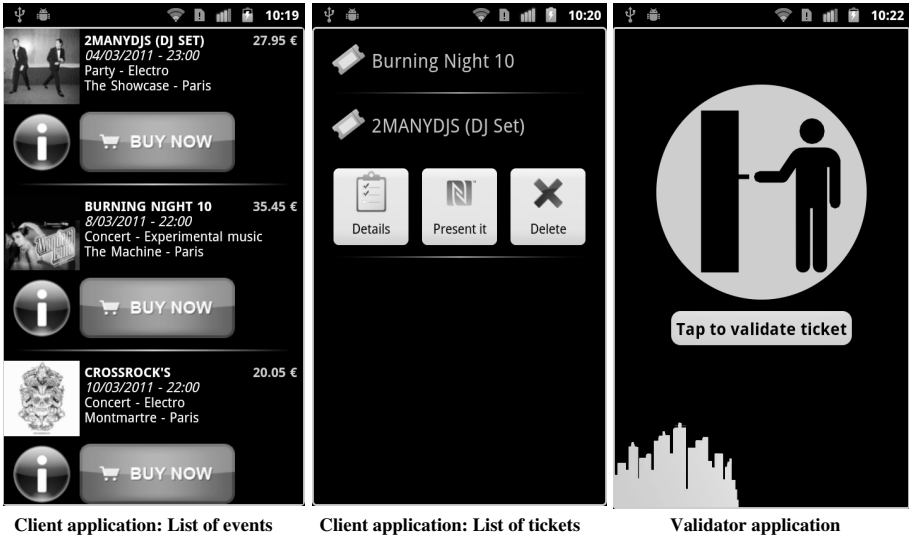 10:19
2MANYDJS (DJ SET) 27.95 €
04/03/2011 - 23:00
Party - Electro
The Showcase - Paris
BUY NOW
BURNING NIGHT 10 35.45 €
8/03/2011 - 22:00
Concert - Experimental music
The Machine - Paris
BUY NOW
CROSSROCK'S 20.05 €
10/03/2011 - 22:00
Concert - Electro
Montmartre - Paris
BUY NOW
Client application: List of events
10:20
Burning Night 10
2MANYDJS (DJ Set)
Details Present it Delete
Client application: List of tickets
10:22
Tap to validate ticket
Validator application